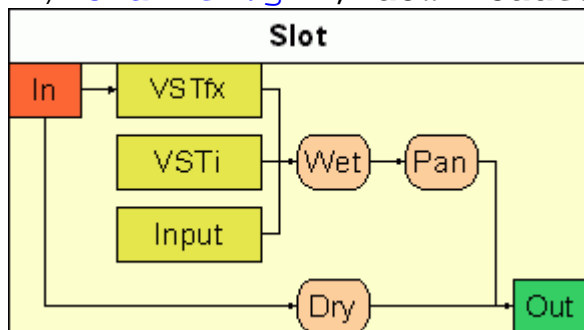 Slot
In
VSTfx
VSTi
Wet
Pan
Input
Dry
Out